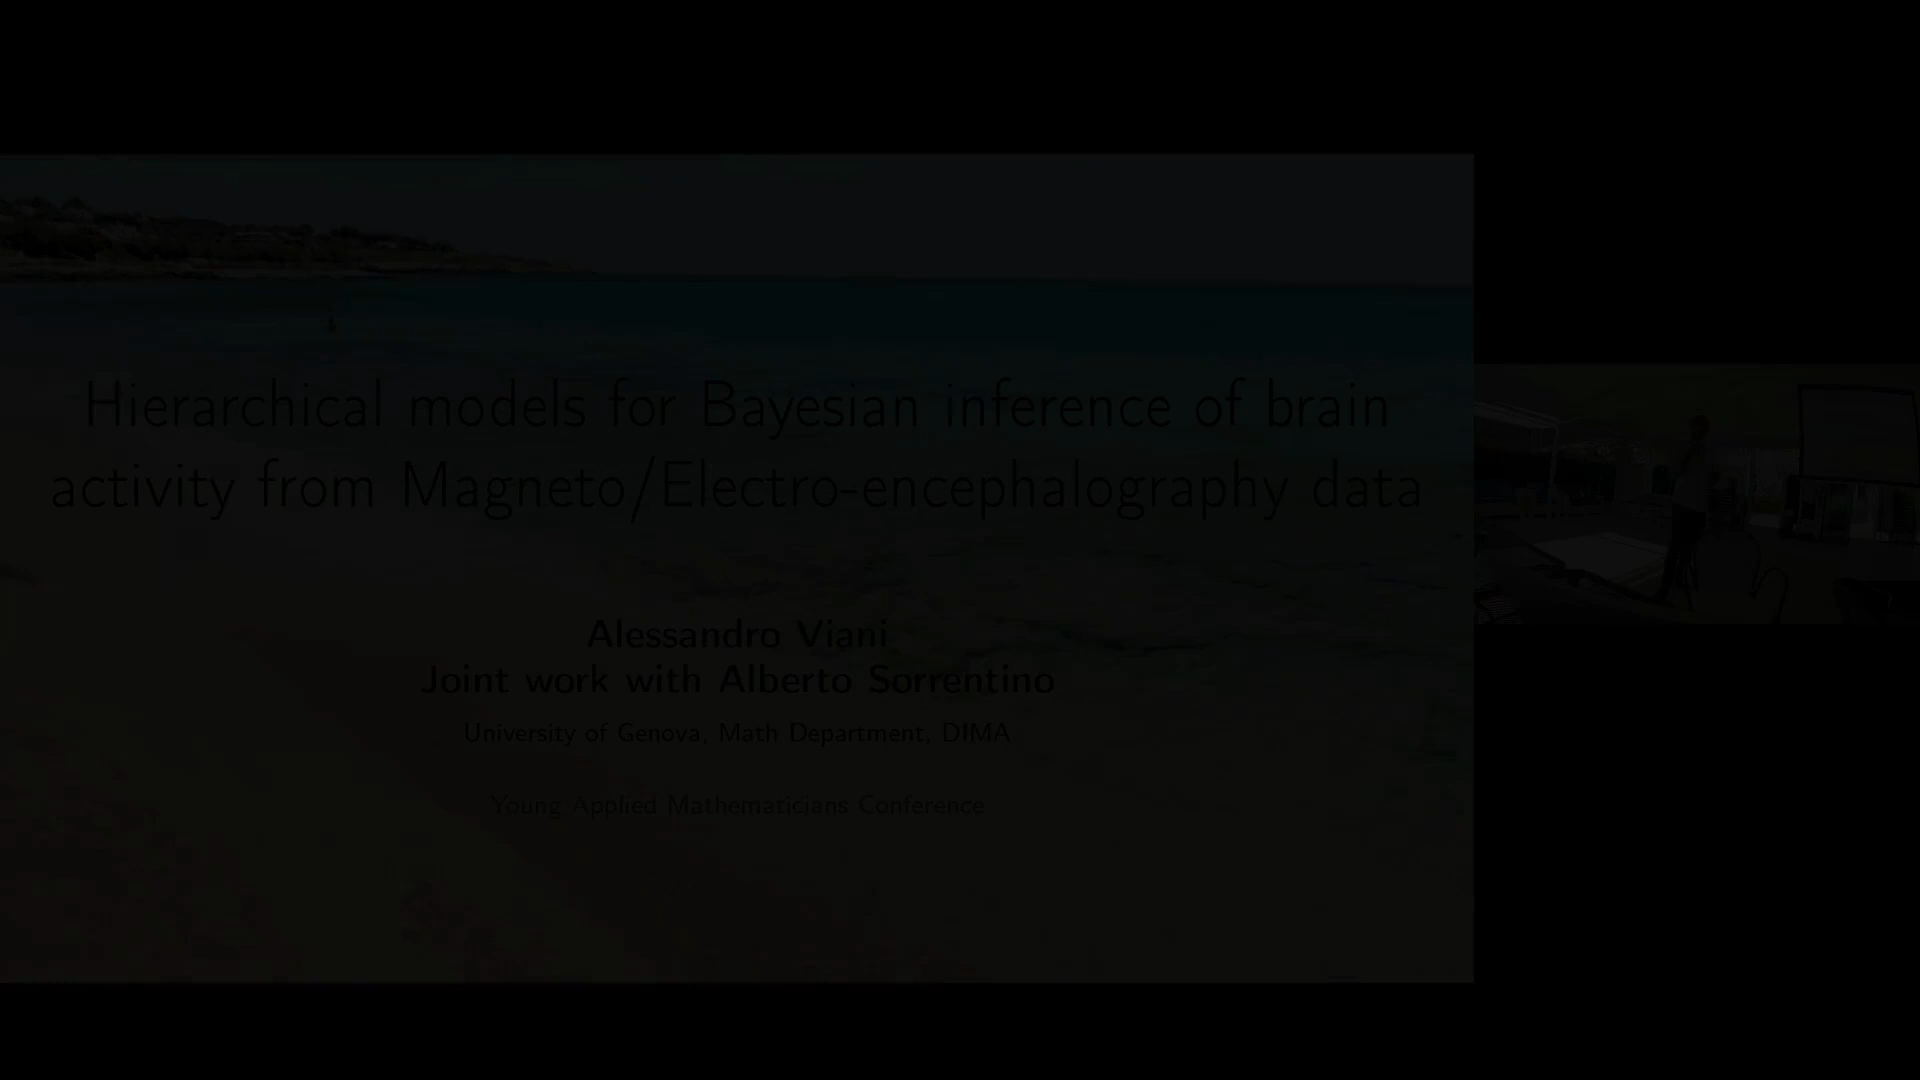 Hierarchical models for Bayesian inference of brain
activity from Magneto/Electro-encephalography data
Alessandro Viani
Joint work with Alberto Sorrentino
University of Genova, Math Department, DIMA
Young Applied Mathematicians Conference